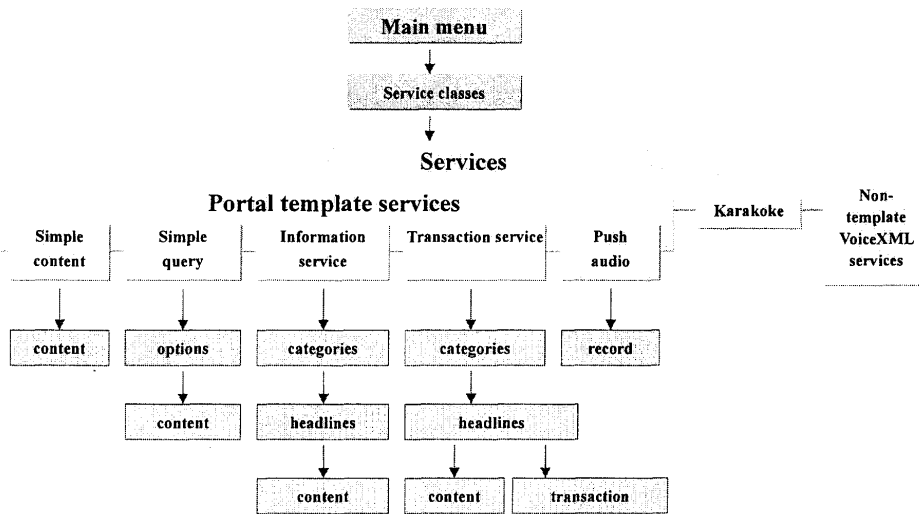 Main menu
Service classes
Services
Portal template services
Simple
content
Simple
query
Information
service
Transaction service
Push
audio
Karakoke
Non-
template
VoiceXML
services
content
options
categories
categories
record
content
headlines
headlines
content
content
transaction